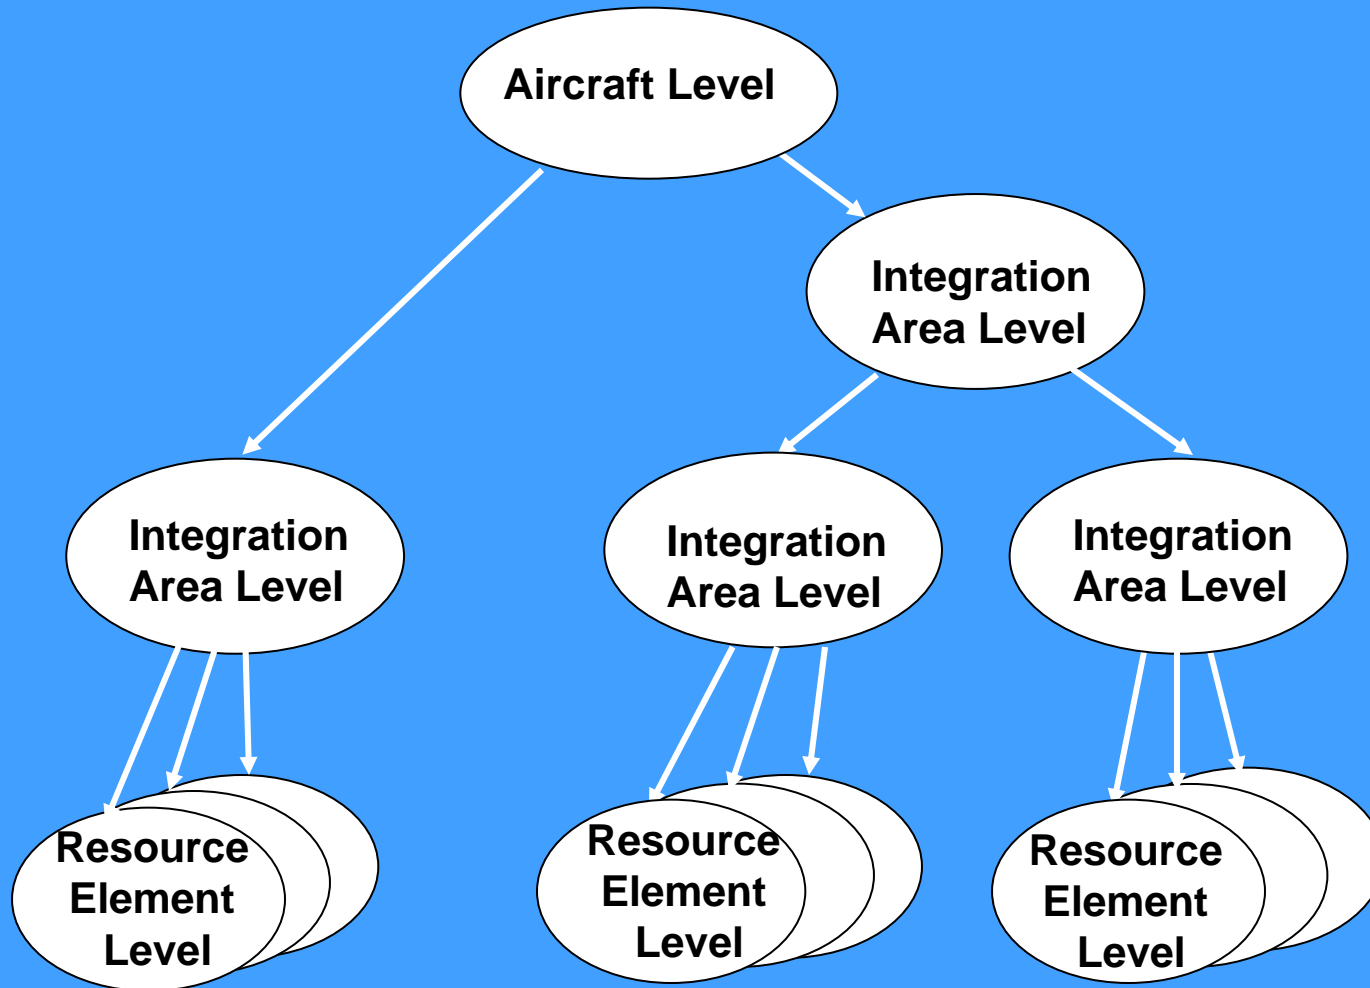 Aircraft Level
Integration
Area Level
Integration
Area Level
Integration
Area Level
Integration
Area Level
Resource
Element
Level
Resource
Element
Level
Resource
Element
Level